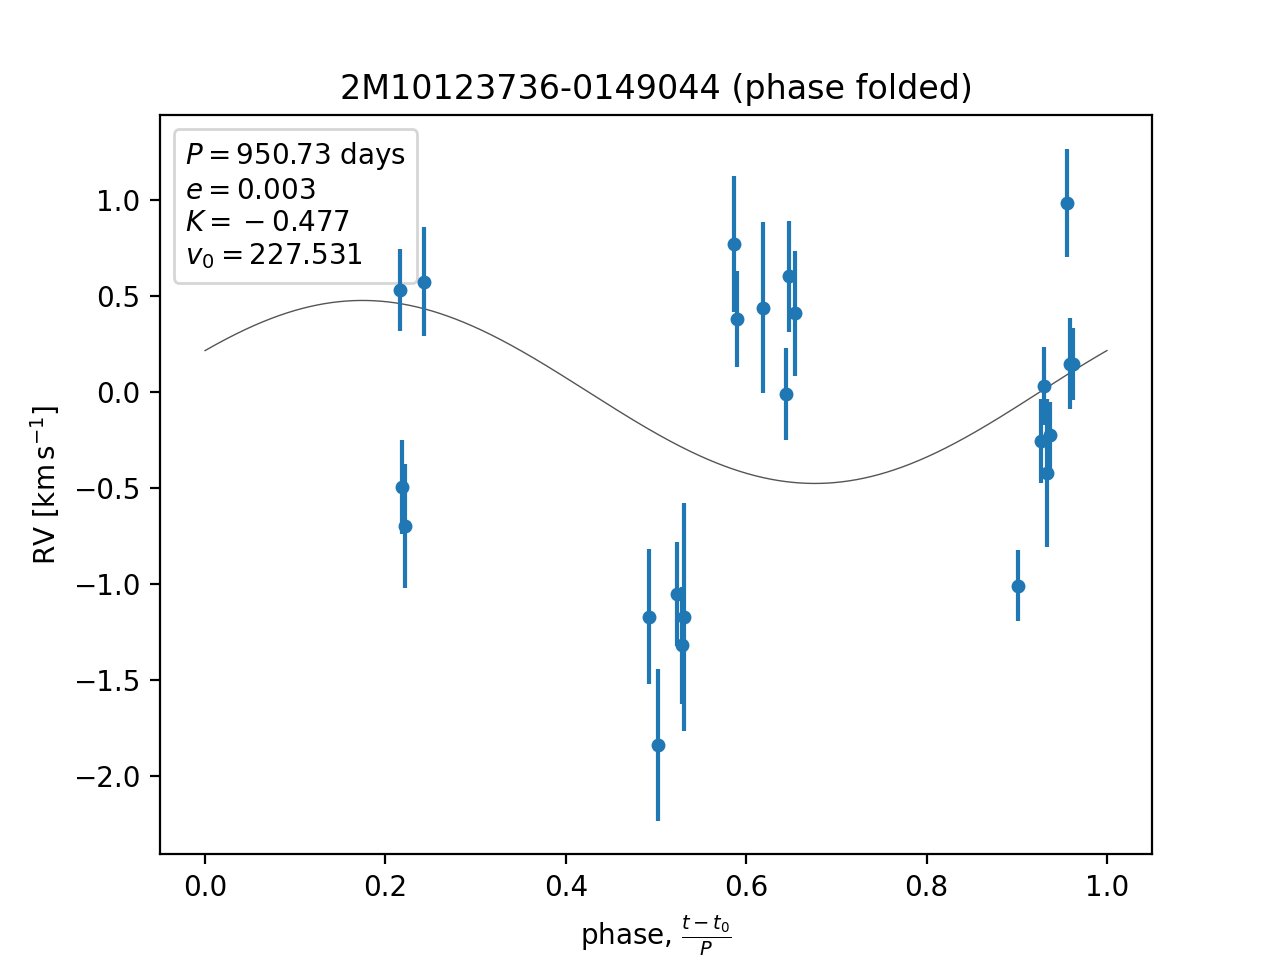 2M10123736-0149044 (phase folded)
P = 950.73 days
e = 0.003
K = −0.477
v₀ = 227.531
1.0
0.5
0.0
−0.5
−1.0
−1.5
−2.0
RV [km s⁻¹]
0.0 0.2 0.4 0.6 0.8 1.0
phase, (t − t₀)/P